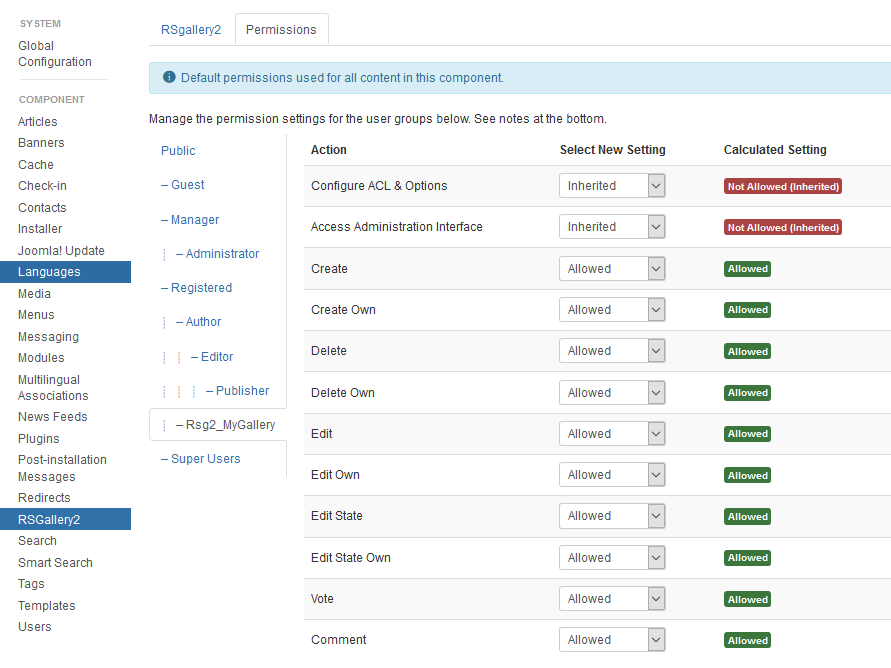 SYSTEM
Global
Configuration
COMPONENT
Articles
Banners
Cache
Check-in
Contacts
Installer
Joomla! Update
Languages
Media
Menus
Messaging
Modules
Multilingual
Associations
News Feeds
Plugins
Post-installation
Messages
Redirects
RSGallery2
Search
Smart Search
Tags
Templates
Users
RSgallery2 Permissions
Default permissions used for all content in this component.
Manage the permission settings for the user groups below. See notes at the bottom.
Public
– Guest
– Manager
– Administrator
– Registered
– Author
– Editor
– Publisher
– Rsg2_MyGallery
– Super Users
Action Select New Setting Calculated Setting
Configure ACL & Options Inherited Not Allowed (Inherited)
Access Administration Interface Inherited Not Allowed (Inherited)
Create Allowed Allowed
Create Own Allowed Allowed
Delete Allowed Allowed
Delete Own Allowed Allowed
Edit Allowed Allowed
Edit Own Allowed Allowed
Edit State Allowed Allowed
Edit State Own Allowed Allowed
Vote Allowed Allowed
Comment Allowed Allowed